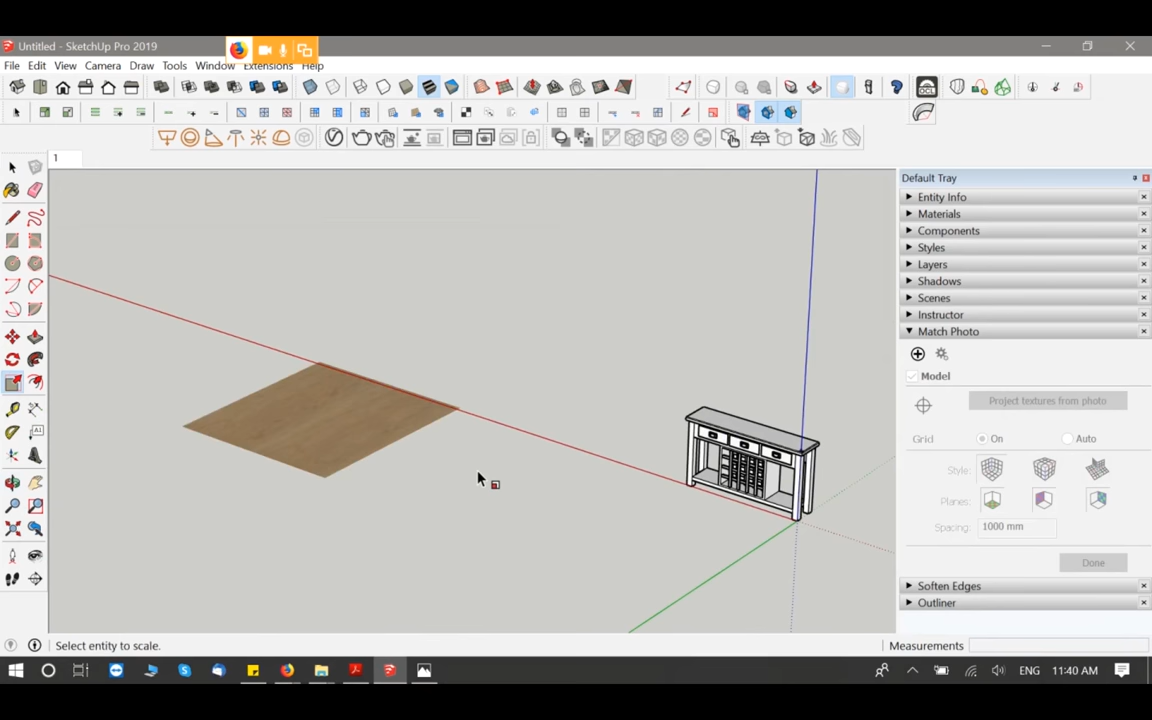 Untitled - SketchUp Pro 2019
File Edit View Camera Draw Tools Window Extensions Help
1
Default Tray
Entity Info
Materials
Components
Styles
Layers
Shadows
Scenes
Instructor
Match Photo
Model
Project textures from photo
Grid On Auto
Style:
Planes:
Spacing: 1000 mm
Done
Soften Edges
Outliner
Select entity to scale.
Measurements
ENG 11:40 AM